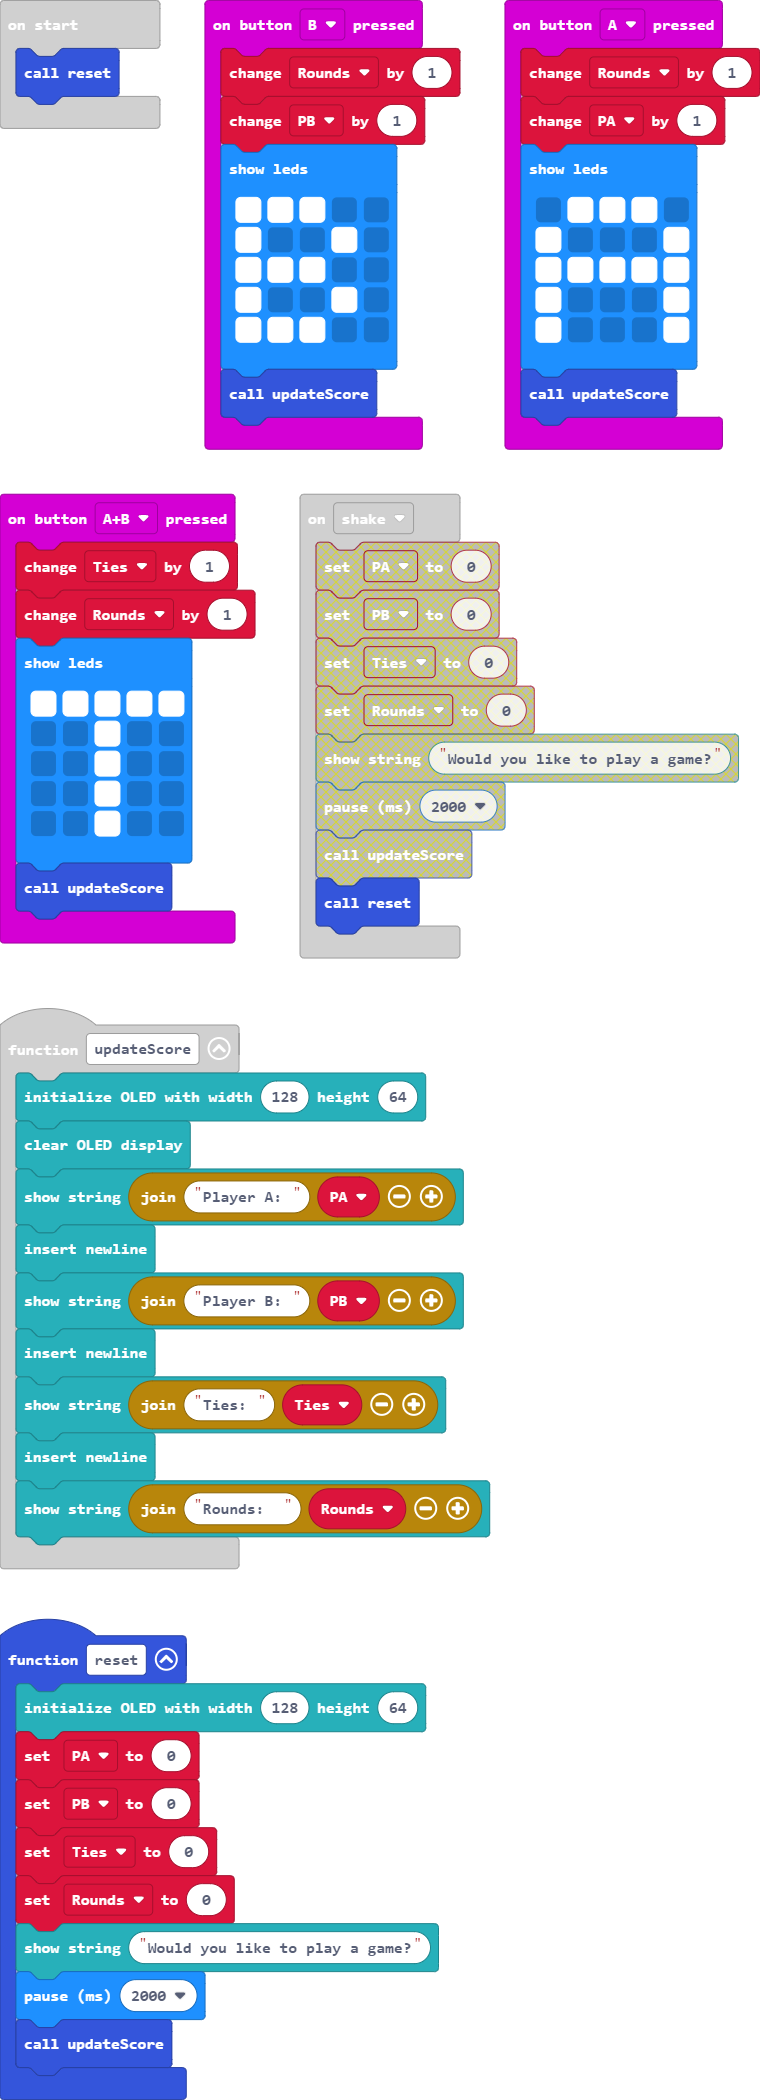 on start
call reset
on button B pressed
change Rounds by 1
change PB by 1
show leds
call updateScore
on button A pressed
change Rounds by 1
change PA by 1
show leds
call updateScore
on button A+B pressed
change Ties by 1
change Rounds by 1
show leds
call updateScore
on shake
set PA to 0
set PB to 0
set Ties to 0
set Rounds to 0
show string "Would you like to play a game?"
pause (ms) 2000
call updateScore
call reset
function updateScore
initialize OLED with width 128 height 64
clear OLED display
show string join "Player A: " PA
insert newline
show string join "Player B: " PB
insert newline
show string join "Ties: " Ties
insert newline
show string join "Rounds: " Rounds
function reset
initialize OLED with width 128 height 64
set PA to 0
set PB to 0
set Ties to 0
set Rounds to 0
show string "Would you like to play a game?"
pause (ms) 2000
call updateScore